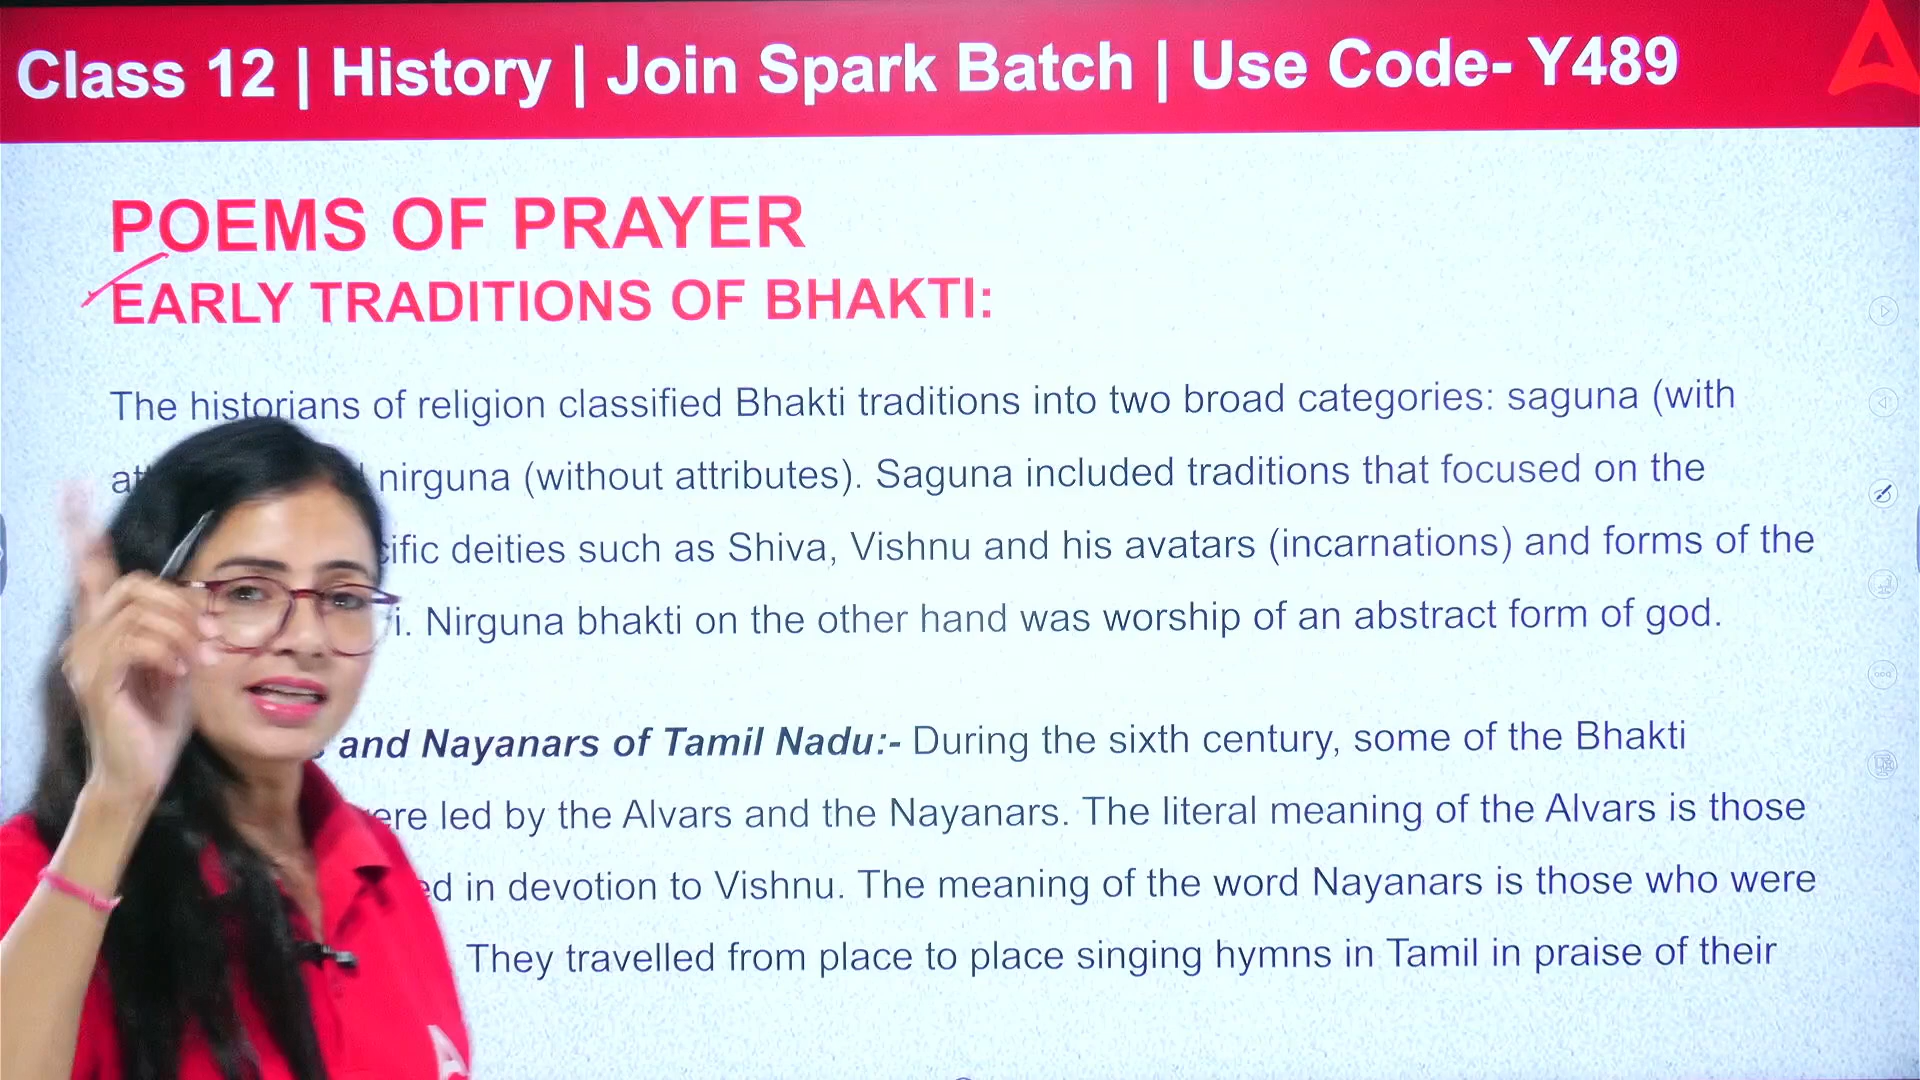 Class 12 | History | Join Spark Batch | Use Code- Y489
POEMS OF PRAYER
EARLY TRADITIONS OF BHAKTI:
The historians of religion classified Bhakti traditions into two broad categories: saguna (with
nirguna (without attributes). Saguna included traditions that focused on the
deities such as Shiva, Vishnu and his avatars (incarnations) and forms of the
Nirguna bhakti on the other hand was worship of an abstract form of god.
and Nayanars of Tamil Nadu:- During the sixth century, some of the Bhakti
led by the Alvars and the Nayanars. The literal meaning of the Alvars is those
in devotion to Vishnu. The meaning of the word Nayanars is those who were
They travelled from place to place singing hymns in Tamil in praise of their